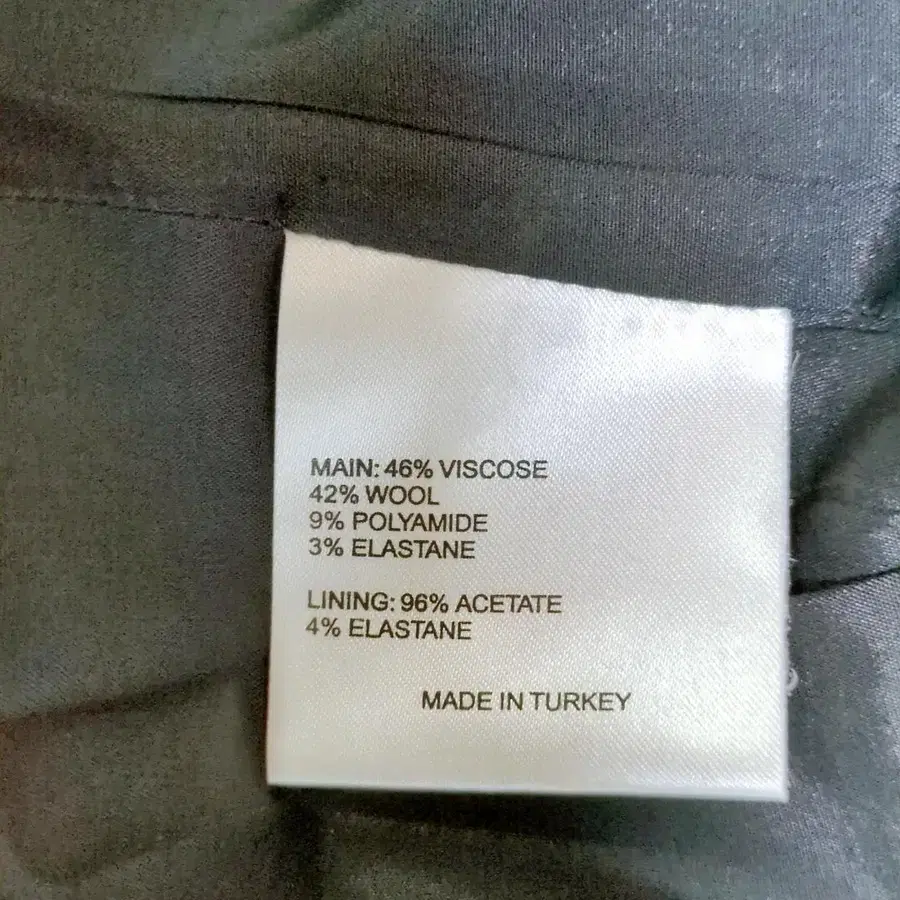 MAIN: 46% VISCOSE
42% WOOL
9% POLYAMIDE
3% ELASTANE
LINING: 96% ACETATE
4% ELASTANE
MADE IN TURKEY